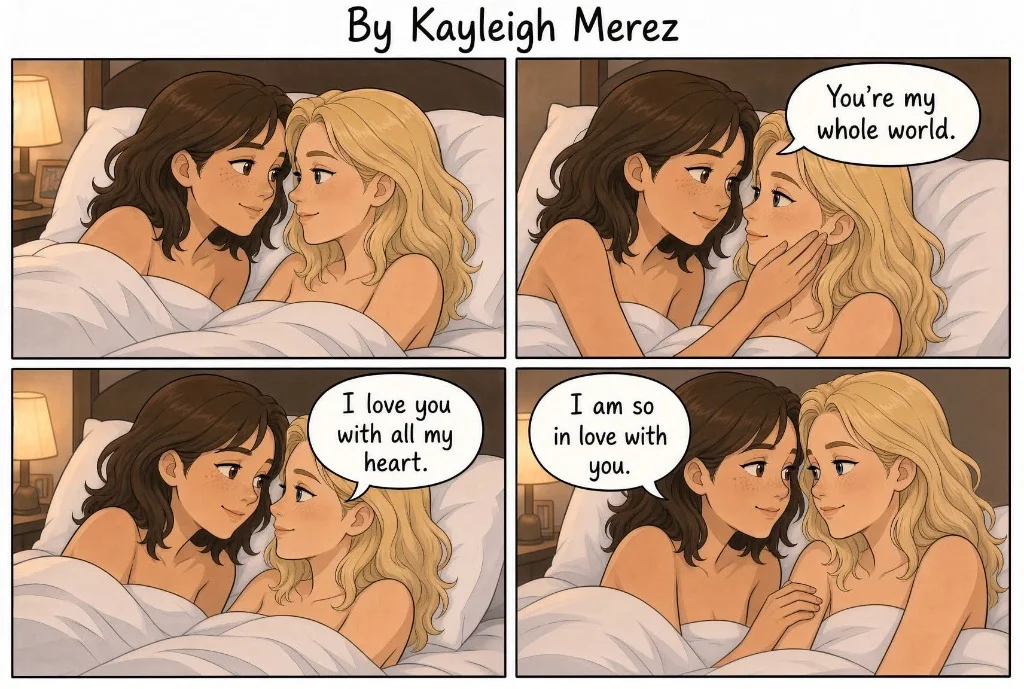 By Kayleigh Merez
You're my
whole world.
I love you
with all my
heart.
I am so
in love with
you.